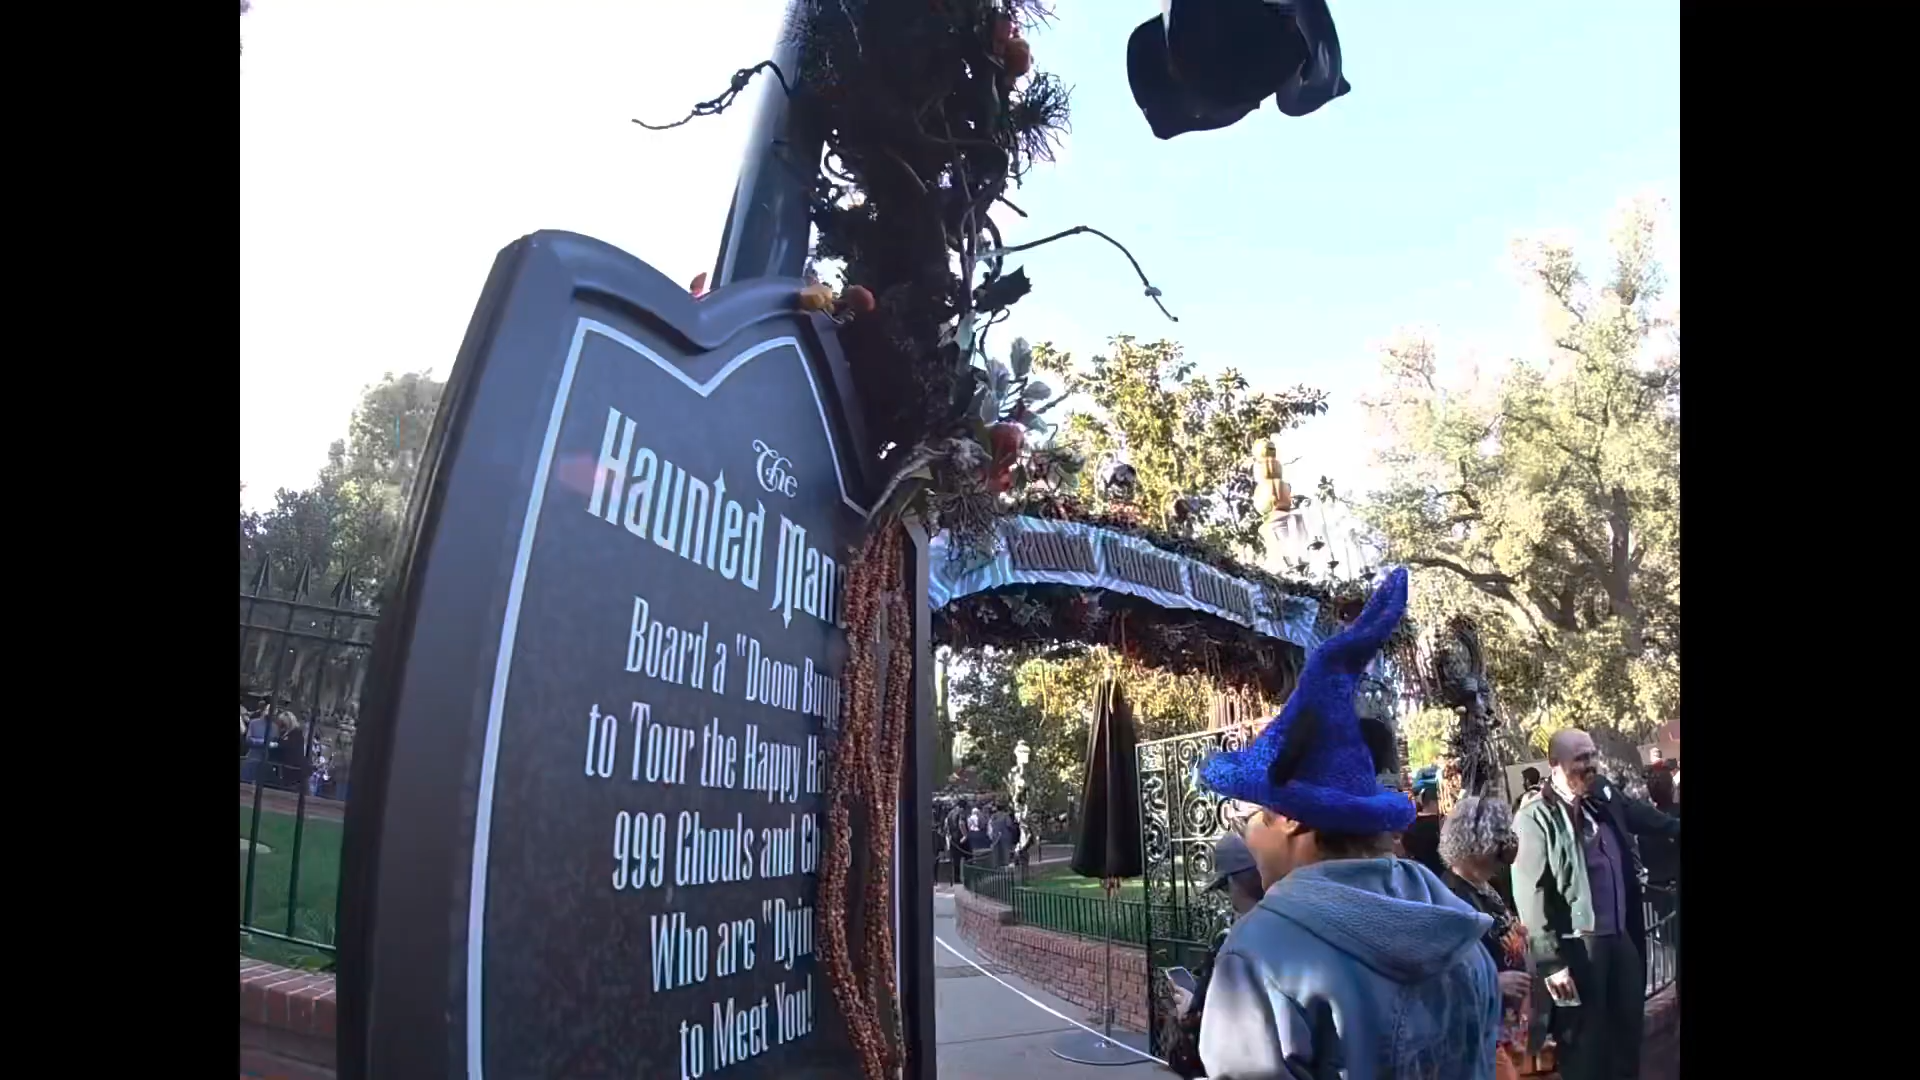 The
Haunted Man
Board a "Doom Bugg
to Tour the Happy Ha
999 Ghouls and Gh
Who are "Dyin
to Meet You!